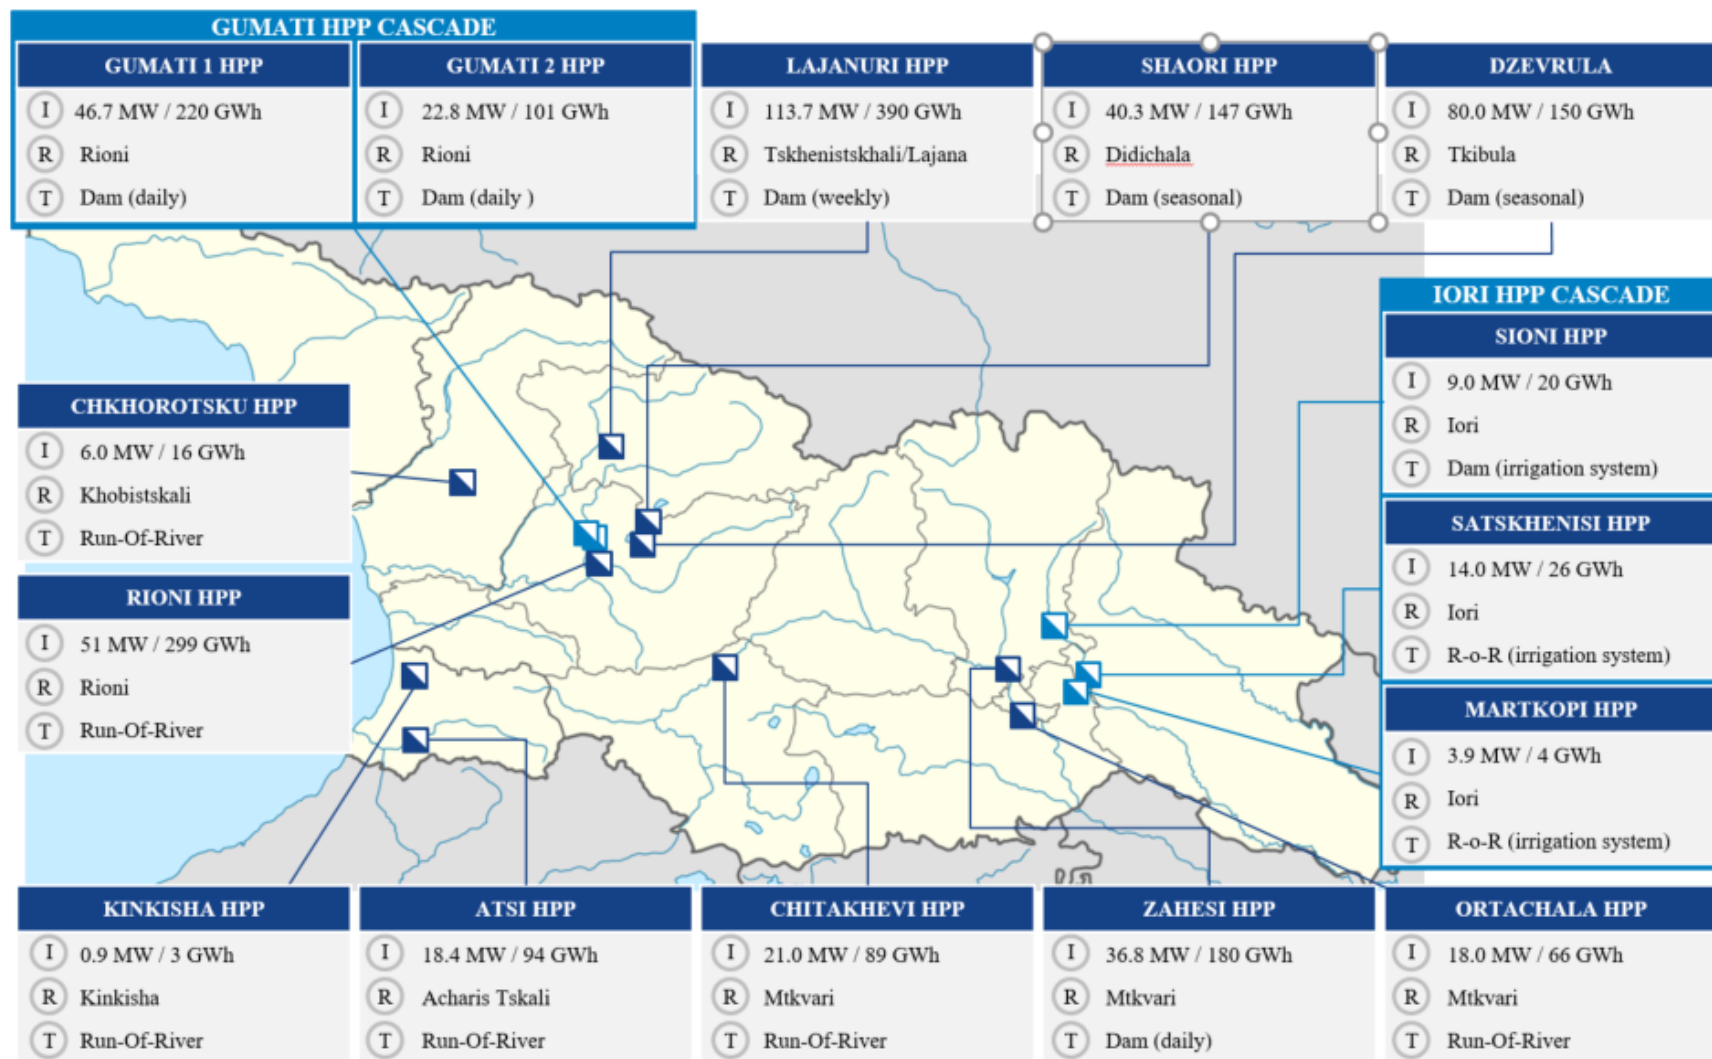 GUMATI HPP CASCADE
GUMATI 1 HPP
I 46.7 MW / 220 GWh
R Rioni
T Dam (daily)
GUMATI 2 HPP
I 22.8 MW / 101 GWh
R Rioni
T Dam (daily )
LAJANURI HPP
I 113.7 MW / 390 GWh
R Tskhenistskhali/Lajana
T Dam (weekly)
SHAORI HPP
I 40.3 MW / 147 GWh
R Didichala
T Dam (seasonal)
DZEVRULA
I 80.0 MW / 150 GWh
R Tkibula
T Dam (seasonal)
CHKHOROTSKU HPP
I 6.0 MW / 16 GWh
R Khobistskali
T Run-Of-River
RIONI HPP
I 51 MW / 299 GWh
R Rioni
T Run-Of-River
IORI HPP CASCADE
SIONI HPP
I 9.0 MW / 20 GWh
R Iori
T Dam (irrigation system)
SATSKHENISI HPP
I 14.0 MW / 26 GWh
R Iori
T R-o-R (irrigation system)
MARTKOPI HPP
I 3.9 MW / 4 GWh
R Iori
T R-o-R (irrigation system)
KINKISHA HPP
I 0.9 MW / 3 GWh
R Kinkisha
T Run-Of-River
ATSI HPP
I 18.4 MW / 94 GWh
R Acharis Tskali
T Run-Of-River
CHITAKHEVI HPP
I 21.0 MW / 89 GWh
R Mtkvari
T Run-Of-River
ZAHESI HPP
I 36.8 MW / 180 GWh
R Mtkvari
T Dam (daily)
ORTACHALA HPP
I 18.0 MW / 66 GWh
R Mtkvari
T Run-Of-River